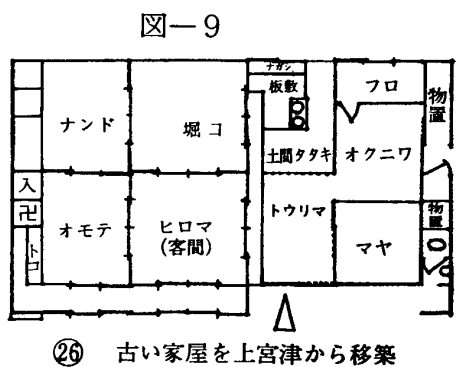 図－9
ナガシ
板敷
フロ
物置
ナンド
堀コ
土間タタキ
オクニワ
入
卍
オモテ
ヒロマ
(客間)
トウリマ
マヤ
物置
トコ
㉖ 古い家屋を上宮津から移築